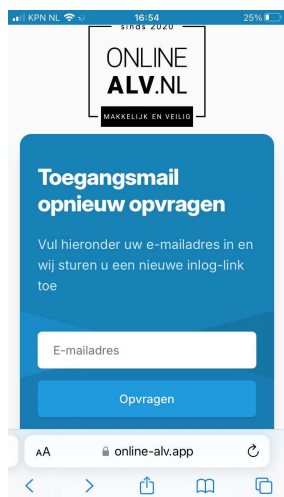 KPN NL 16:54 25%
sinds 2020
ONLINE
ALV.NL
MAKKELIJK EN VEILIG
Toegangsmail
opnieuw opvragen
Vul hieronder uw e-mailadres in en
wij sturen u een nieuwe inlog-link
toe
E-mailadres
Opvragen
AA online-alv.app